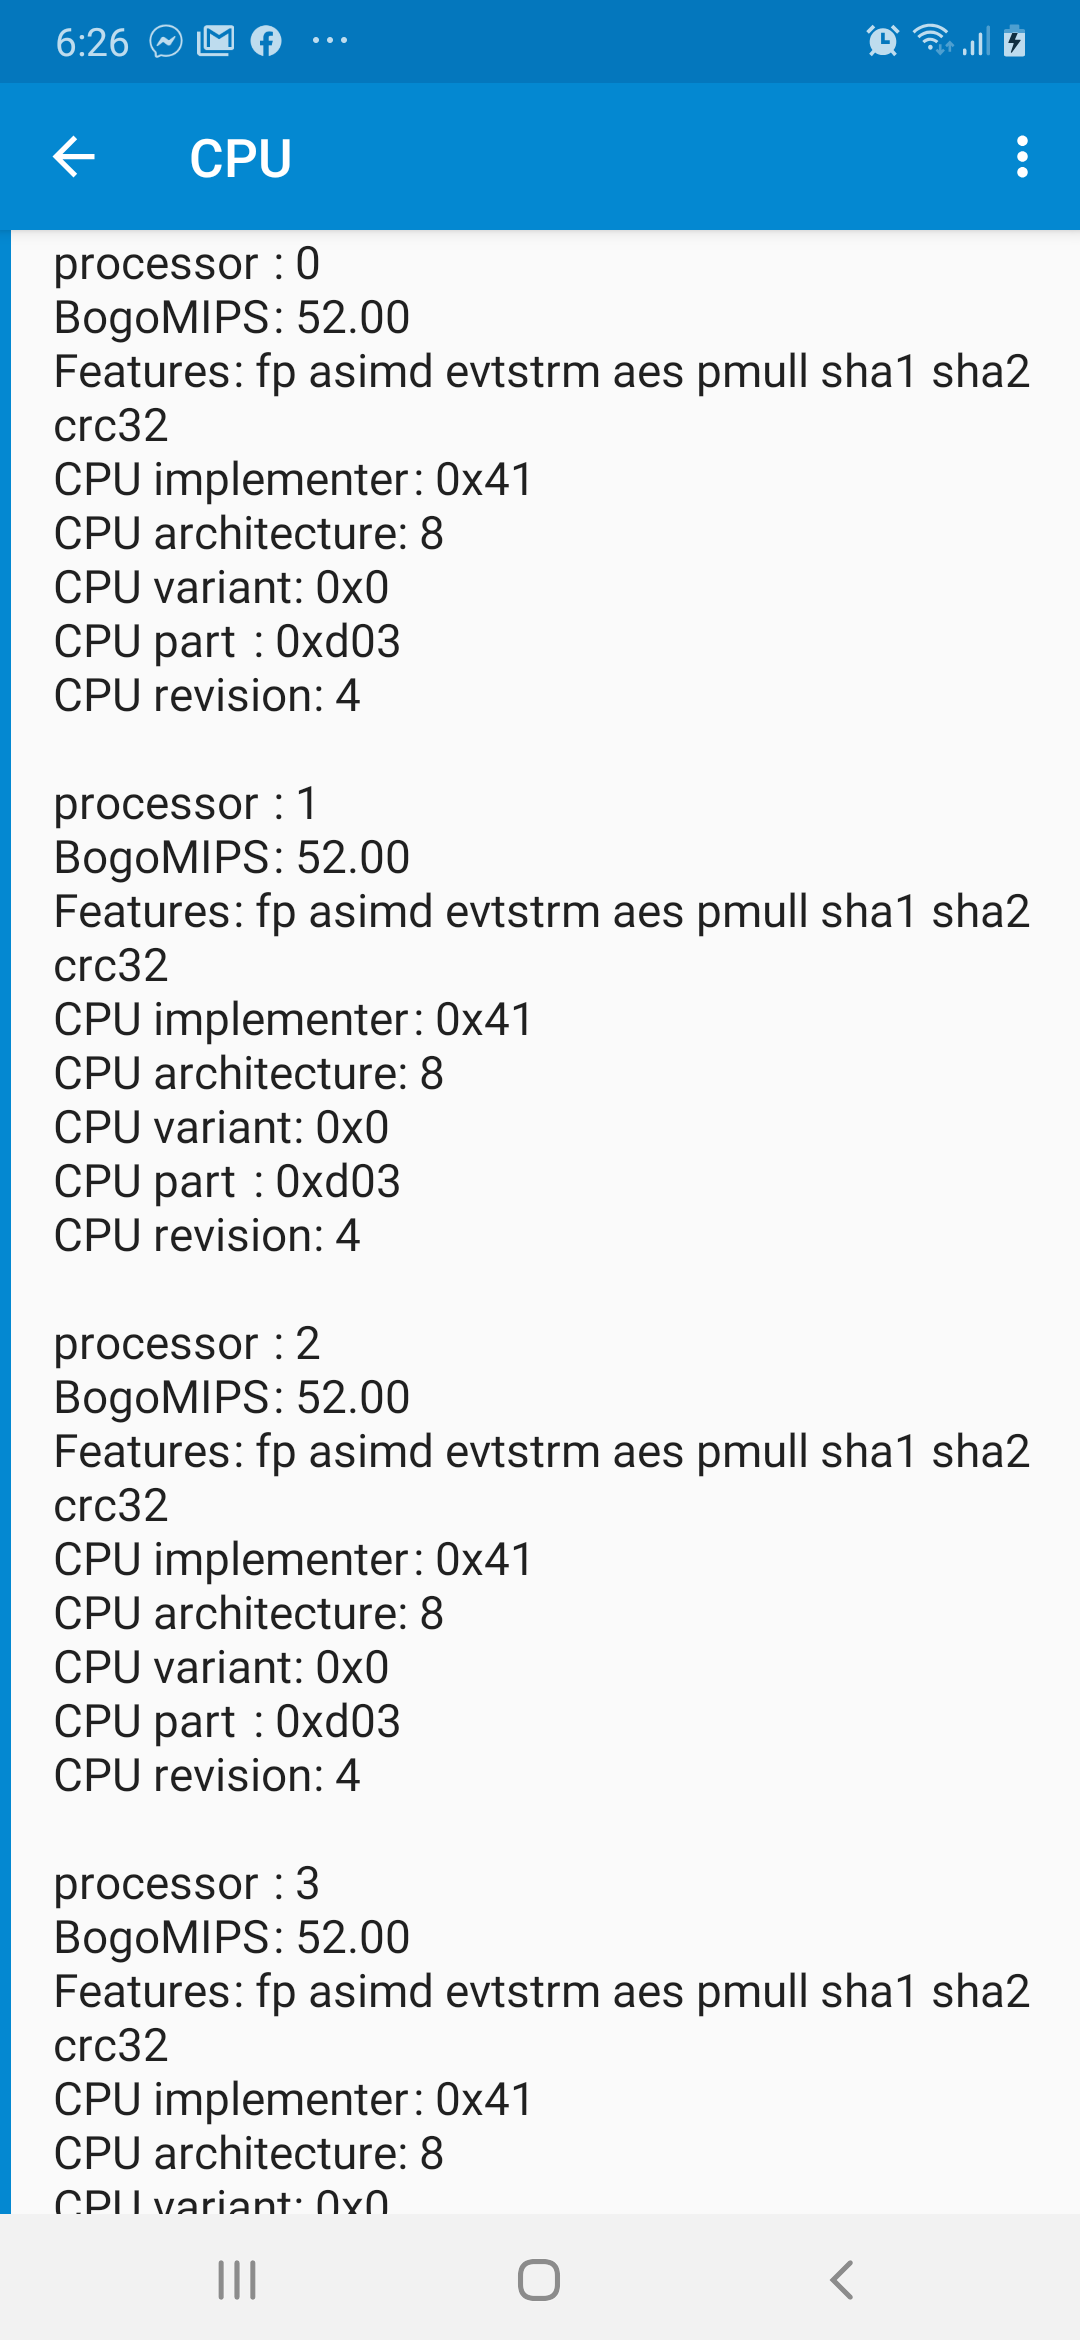 6:26
CPU
processor : 0
BogoMIPS: 52.00
Features: fp asimd evtstrm aes pmull sha1 sha2
crc32
CPU implementer: 0x41
CPU architecture: 8
CPU variant: 0x0
CPU part : 0xd03
CPU revision: 4
processor : 1
BogoMIPS: 52.00
Features: fp asimd evtstrm aes pmull sha1 sha2
crc32
CPU implementer: 0x41
CPU architecture: 8
CPU variant: 0x0
CPU part : 0xd03
CPU revision: 4
processor : 2
BogoMIPS: 52.00
Features: fp asimd evtstrm aes pmull sha1 sha2
crc32
CPU implementer: 0x41
CPU architecture: 8
CPU variant: 0x0
CPU part : 0xd03
CPU revision: 4
processor : 3
BogoMIPS: 52.00
Features: fp asimd evtstrm aes pmull sha1 sha2
crc32
CPU implementer: 0x41
CPU architecture: 8
CPU variant: 0x0